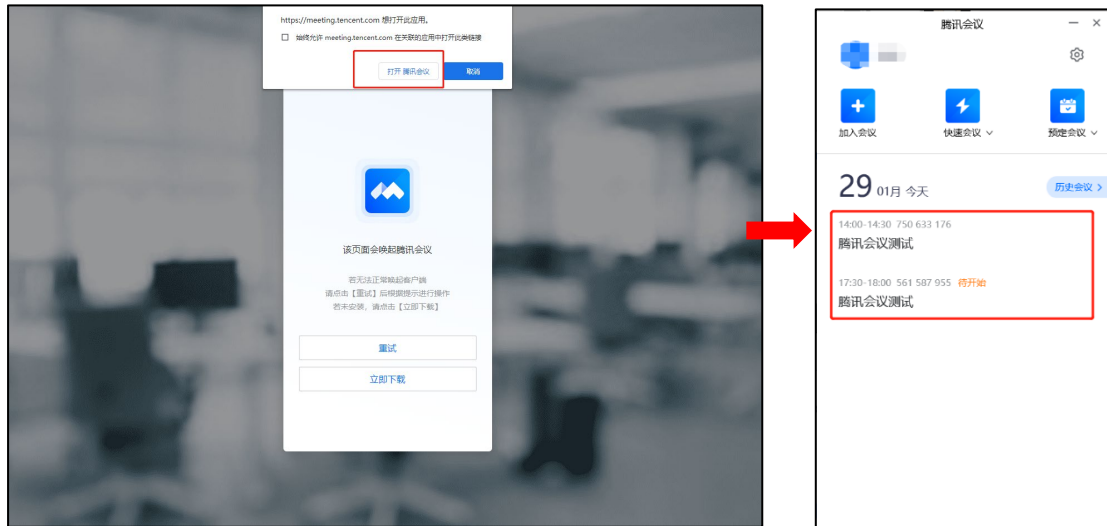 https://meeting.tencent.com 想打开此应用。
始终允许 meeting.tencent.com 在关联的应用中打开此类链接
打开 腾讯会议
取消
该页面会唤起腾讯会议
若无法正常唤起客户端
请点击【重试】后根据提示进行操作
若未安装，请点击【立即下载】
重试
立即下载
腾讯会议
加入会议
快速会议
预定会议
29 01月 今天
历史会议 >
14:00-14:30 750 633 176
腾讯会议测试
17:30-18:00 561 587 955 待开始
腾讯会议测试